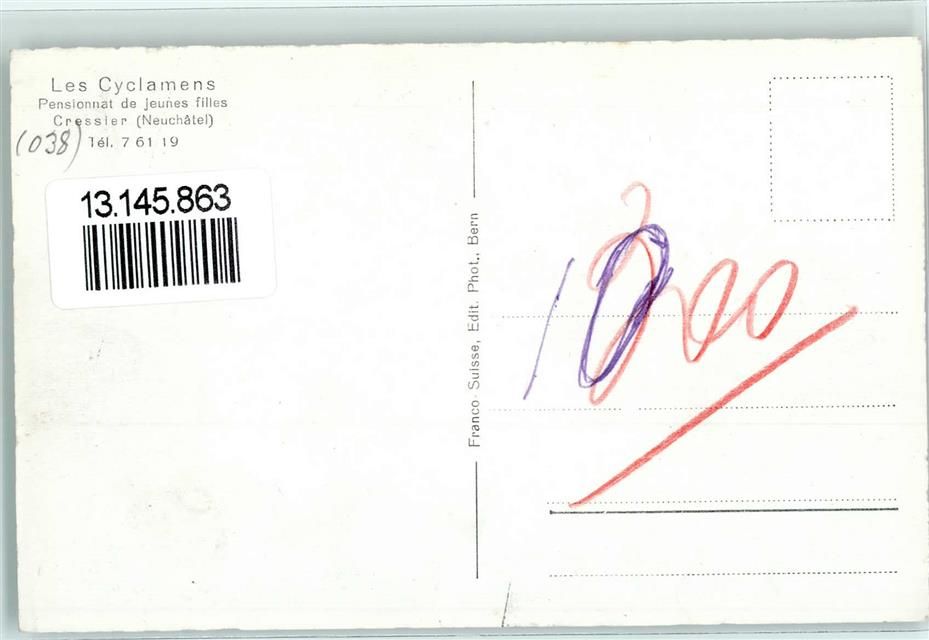 Les Cyclamens
Pensionnat de jeunes filles
Cressier (Neuchâtel)
(038) Tél. 7 61 19
13.145.863
Franco-Suisse, Edit. Phot., Bern
10